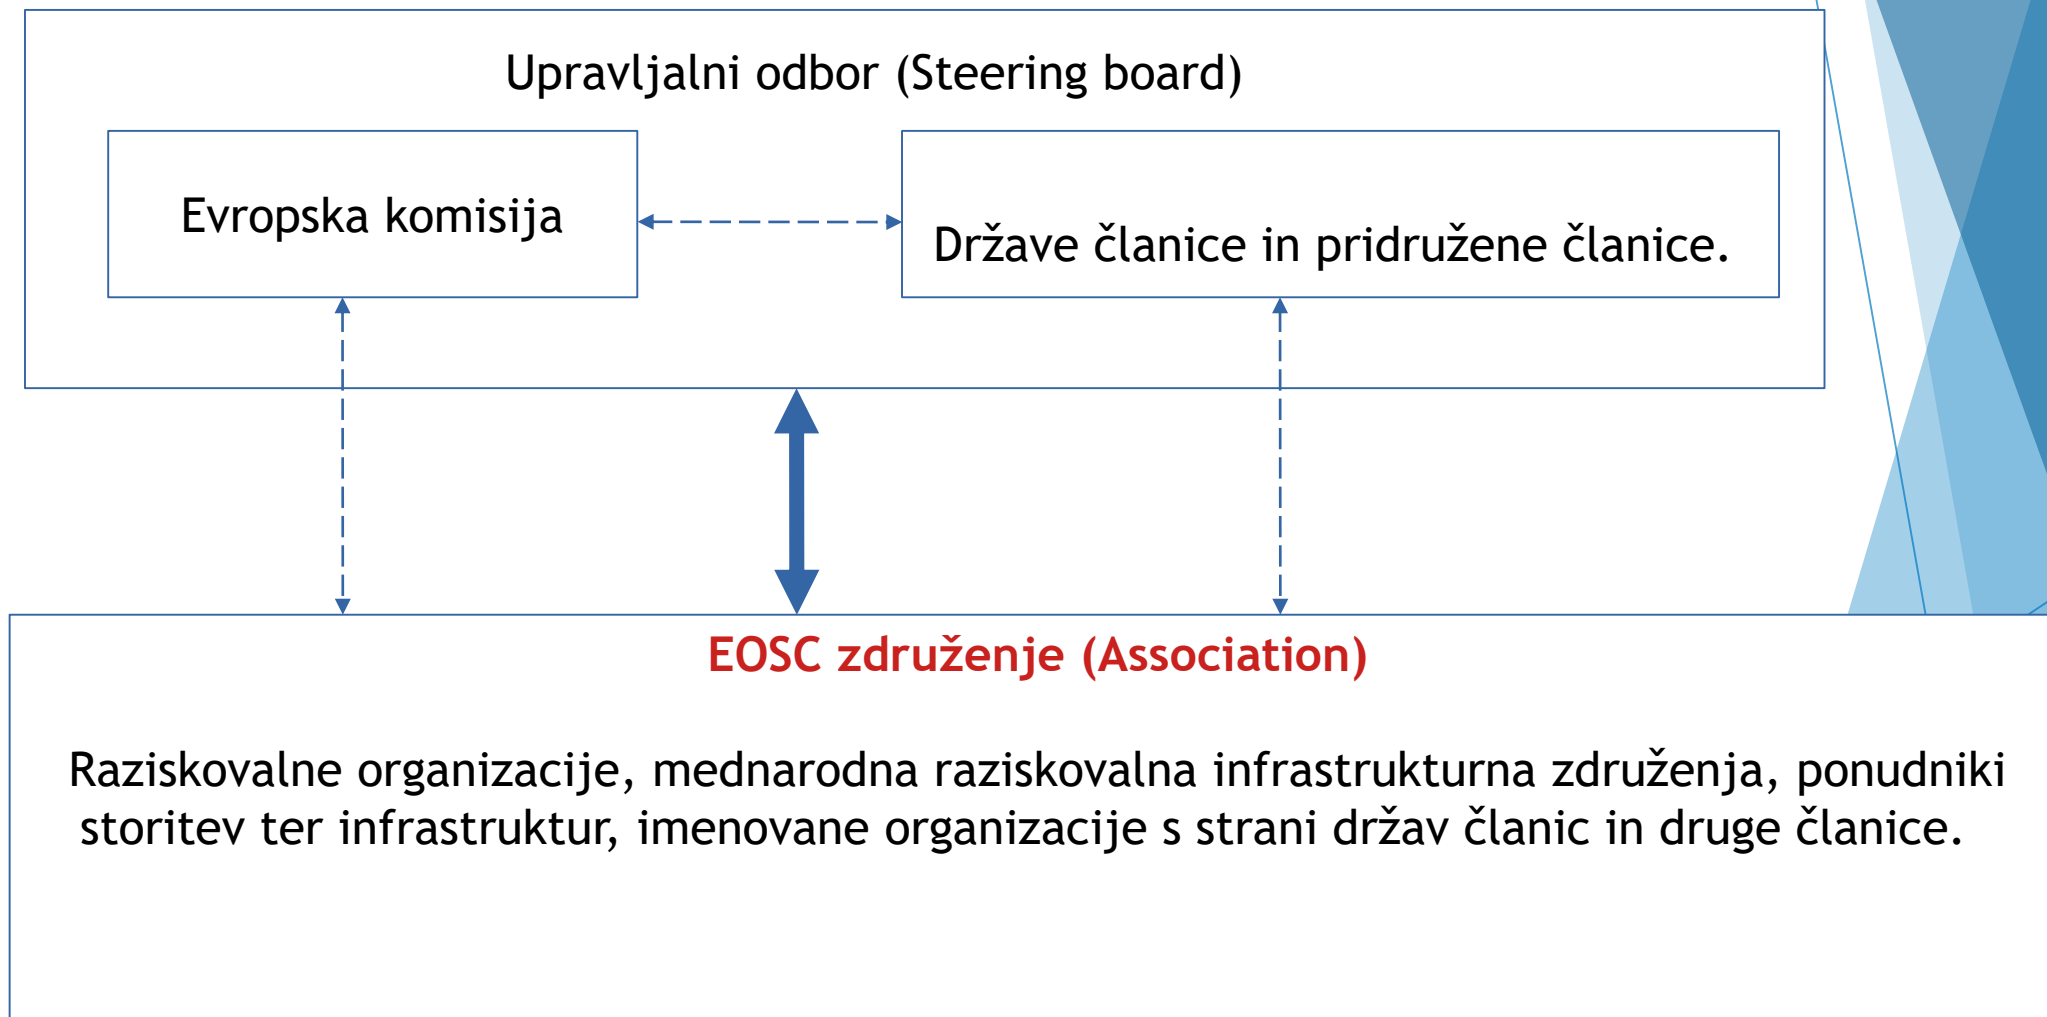 Upravljalni odbor (Steering board)
Evropska komisija
Države članice in pridružene članice.
EOSC združenje (Association)
Raziskovalne organizacije, mednarodna raziskovalna infrastrukturna združenja, ponudniki
storitev ter infrastruktur, imenovane organizacije s strani držav članic in druge članice.